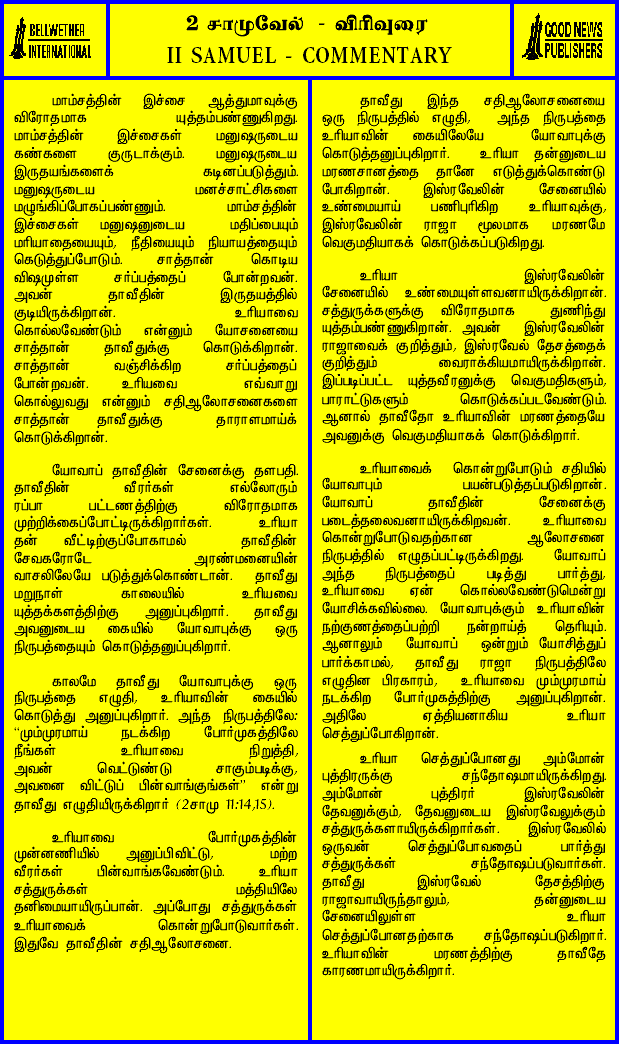 BELLWETHER
INTERNATIONAL
2 சாமுவேல் - விரிவுரை
II SAMUEL - COMMENTARY
GOOD NEWS
PUBLISHERS
மாம்சத்தின் இச்சை ஆத்துமாவுக்கு
விரோதமாக யுத்தம்பண்ணுகிறது.
மாம்சத்தின் இச்சைகள் மனுஷருடைய
கண்களை குருடாக்கும். மனுஷருடைய
இருதயங்களைக் கடினப்படுத்தும்.
மனுஷருடைய மனச்சாட்சிகளை
மழுங்கிப்போகப்பண்ணும். மாம்சத்தின்
இச்சைகள் மனுஷனுடைய மதிப்பையும்
மரியாதையையும், நீதியையும் நியாயத்தையும்
கெடுத்துப்போடும். சாத்தான் கொடிய
விஷமுள்ள சர்ப்பத்தைப் போன்றவன்.
அவன் தாவீதின் இருதயத்தில்
குடியிருக்கிறான். உரியாவை
கொல்லவேண்டும் என்னும் யோசனையை
சாத்தான் தாவீதுக்கு கொடுக்கிறான்.
சாத்தான் வஞ்சிக்கிற சர்ப்பத்தைப்
போன்றவன். உரியவை எவ்வாறு
கொல்லுவது என்னும் சதிஆலோசனைகளை
சாத்தான் தாவீதுக்கு தாராளமாய்க்
கொடுக்கிறான்.
யோவாப் தாவீதின் சேனைக்கு தளபதி.
தாவீதின் வீரர்கள் எல்லோரும்
ரப்பா பட்டணத்திற்கு விரோதமாக
முற்றிக்கைப்போட்டிருக்கிறார்கள். உரியா
தன் வீட்டிற்குப்போகாமல் தாவீதின்
சேவகரோடே அரண்மனையின்
வாசலிலேயே படுத்துக்கொண்டான். தாவீது
மறுநாள் காலையில் உரியவை
யுத்தக்களத்திற்கு அனுப்புகிறார். தாவீது
அவனுடைய கையில் யோவாபுக்கு ஒரு
நிருபத்தையும் கொடுத்தனுப்புகிறார்.
காலமே தாவீது யோவாபுக்கு ஒரு
நிருபத்தை எழுதி, உரியாவின் கையில்
கொடுத்து அனுப்புகிறார். அந்த நிருபத்திலே:
“மும்முரமாய் நடக்கிற போர்முகத்திலே
நீங்கள் உரியாவை நிறுத்தி,
அவன் வெட்டுண்டு சாகும்படிக்கு,
அவனை விட்டுப் பின்வாங்குங்கள்” என்று
தாவீது எழுதியிருக்கிறார் (2சாமு 11:14,15).
உரியாவை போர்முகத்தின்
முன்னணியில் அனுப்பிவிட்டு, மற்ற
வீரர்கள் பின்வாங்கவேண்டும். உரியா
சத்துருக்கள் மத்தியிலே
தனிமையாயிருப்பான். அப்போது சத்துருக்கள்
உரியாவைக் கொன்றுபோடுவார்கள்.
இதுவே தாவீதின் சதிஆலோசனை.
தாவீது இந்த சதிஆலோசனையை
ஒரு நிருபத்தில் எழுதி, அந்த நிருபத்தை
உரியாவின் கையிலேயே யோவாபுக்கு
கொடுத்தனுப்புகிறார். உரியா தன்னுடைய
மரணசானத்தை தானே எடுத்துக்கொண்டு
போகிறான். இஸ்ரவேலின் சேனையில்
உண்மையாய் பணிபுரிகிற உரியாவுக்கு,
இஸ்ரவேலின் ராஜா மூலமாக மரணமே
வெகுமதியாகக் கொடுக்கப்படுகிறது.
உரியா இஸ்ரவேலின்
சேனையில் உண்மையுள்ளவனாயிருக்கிறான்.
சத்துருக்களுக்கு விரோதமாக துணிந்து
யுத்தம்பண்ணுகிறான். அவன் இஸ்ரவேலின்
ராஜாவைக் குறித்தும், இஸ்ரவேல் தேசத்தைக்
குறித்தும் வைராக்கியமாயிருக்கிறான்.
இப்படிப்பட்ட யுத்தவீரனுக்கு வெகுமதிகளும்,
பாராட்டுகளும் கொடுக்கப்படவேண்டும்.
ஆனால் தாவீதோ உரியாவின் மரணத்தையே
அவனுக்கு வெகுமதியாகக் கொடுக்கிறார்.
உரியாவைக் கொன்றுபோடும் சதியில்
யோவாபும் பயன்படுத்தப்படுகிறான்.
யோவாப் தாவீதின் சேனைக்கு
படைத்தலைவனாயிருக்கிறவன். உரியாவை
கொன்றுபோடுவதற்கான ஆலோசனை
நிருபத்தில் எழுதப்பட்டிருக்கிறது. யோவாப்
அந்த நிருபத்தைப் படித்து பார்த்து,
உரியாவை ஏன் கொல்லவேண்டுமென்று
யோசிக்கவில்லை. யோவாபுக்கும் உரியாவின்
நற்குணத்தைப்பற்றி நன்றாய்த் தெரியும்.
ஆனாலும் யோவாப் ஒன்றும் யோசித்துப்
பார்க்காமல், தாவீது ராஜா நிருபத்திலே
எழுதின பிரகாரம், உரியாவை மும்முரமாய்
நடக்கிற போர்முகத்திற்கு அனுப்புகிறான்.
அதிலே ஏத்தியனாகிய உரியா
செத்துப்போகிறான்.
உரியா செத்துப்போனது அம்மோன்
புத்திரருக்கு சந்தோஷமாயிருக்கிறது.
அம்மோன் புத்திரர் இஸ்ரவேலின்
தேவனுக்கும், தேவனுடைய இஸ்ரவேலுக்கும்
சத்துருக்களாயிருக்கிறார்கள். இஸ்ரவேலில்
ஒருவன் செத்துப்போவதைப் பார்த்து
சத்துருக்கள் சந்தோஷப்படுவார்கள்.
தாவீது இஸ்ரவேல் தேசத்திற்கு
ராஜாவாயிருந்தாலும், தன்னுடைய
சேனையிலுள்ள உரியா
செத்துப்போனதற்காக சந்தோஷப்படுகிறார்.
உரியாவின் மரணத்திற்கு தாவீதே
காரணமாயிருக்கிறார்.